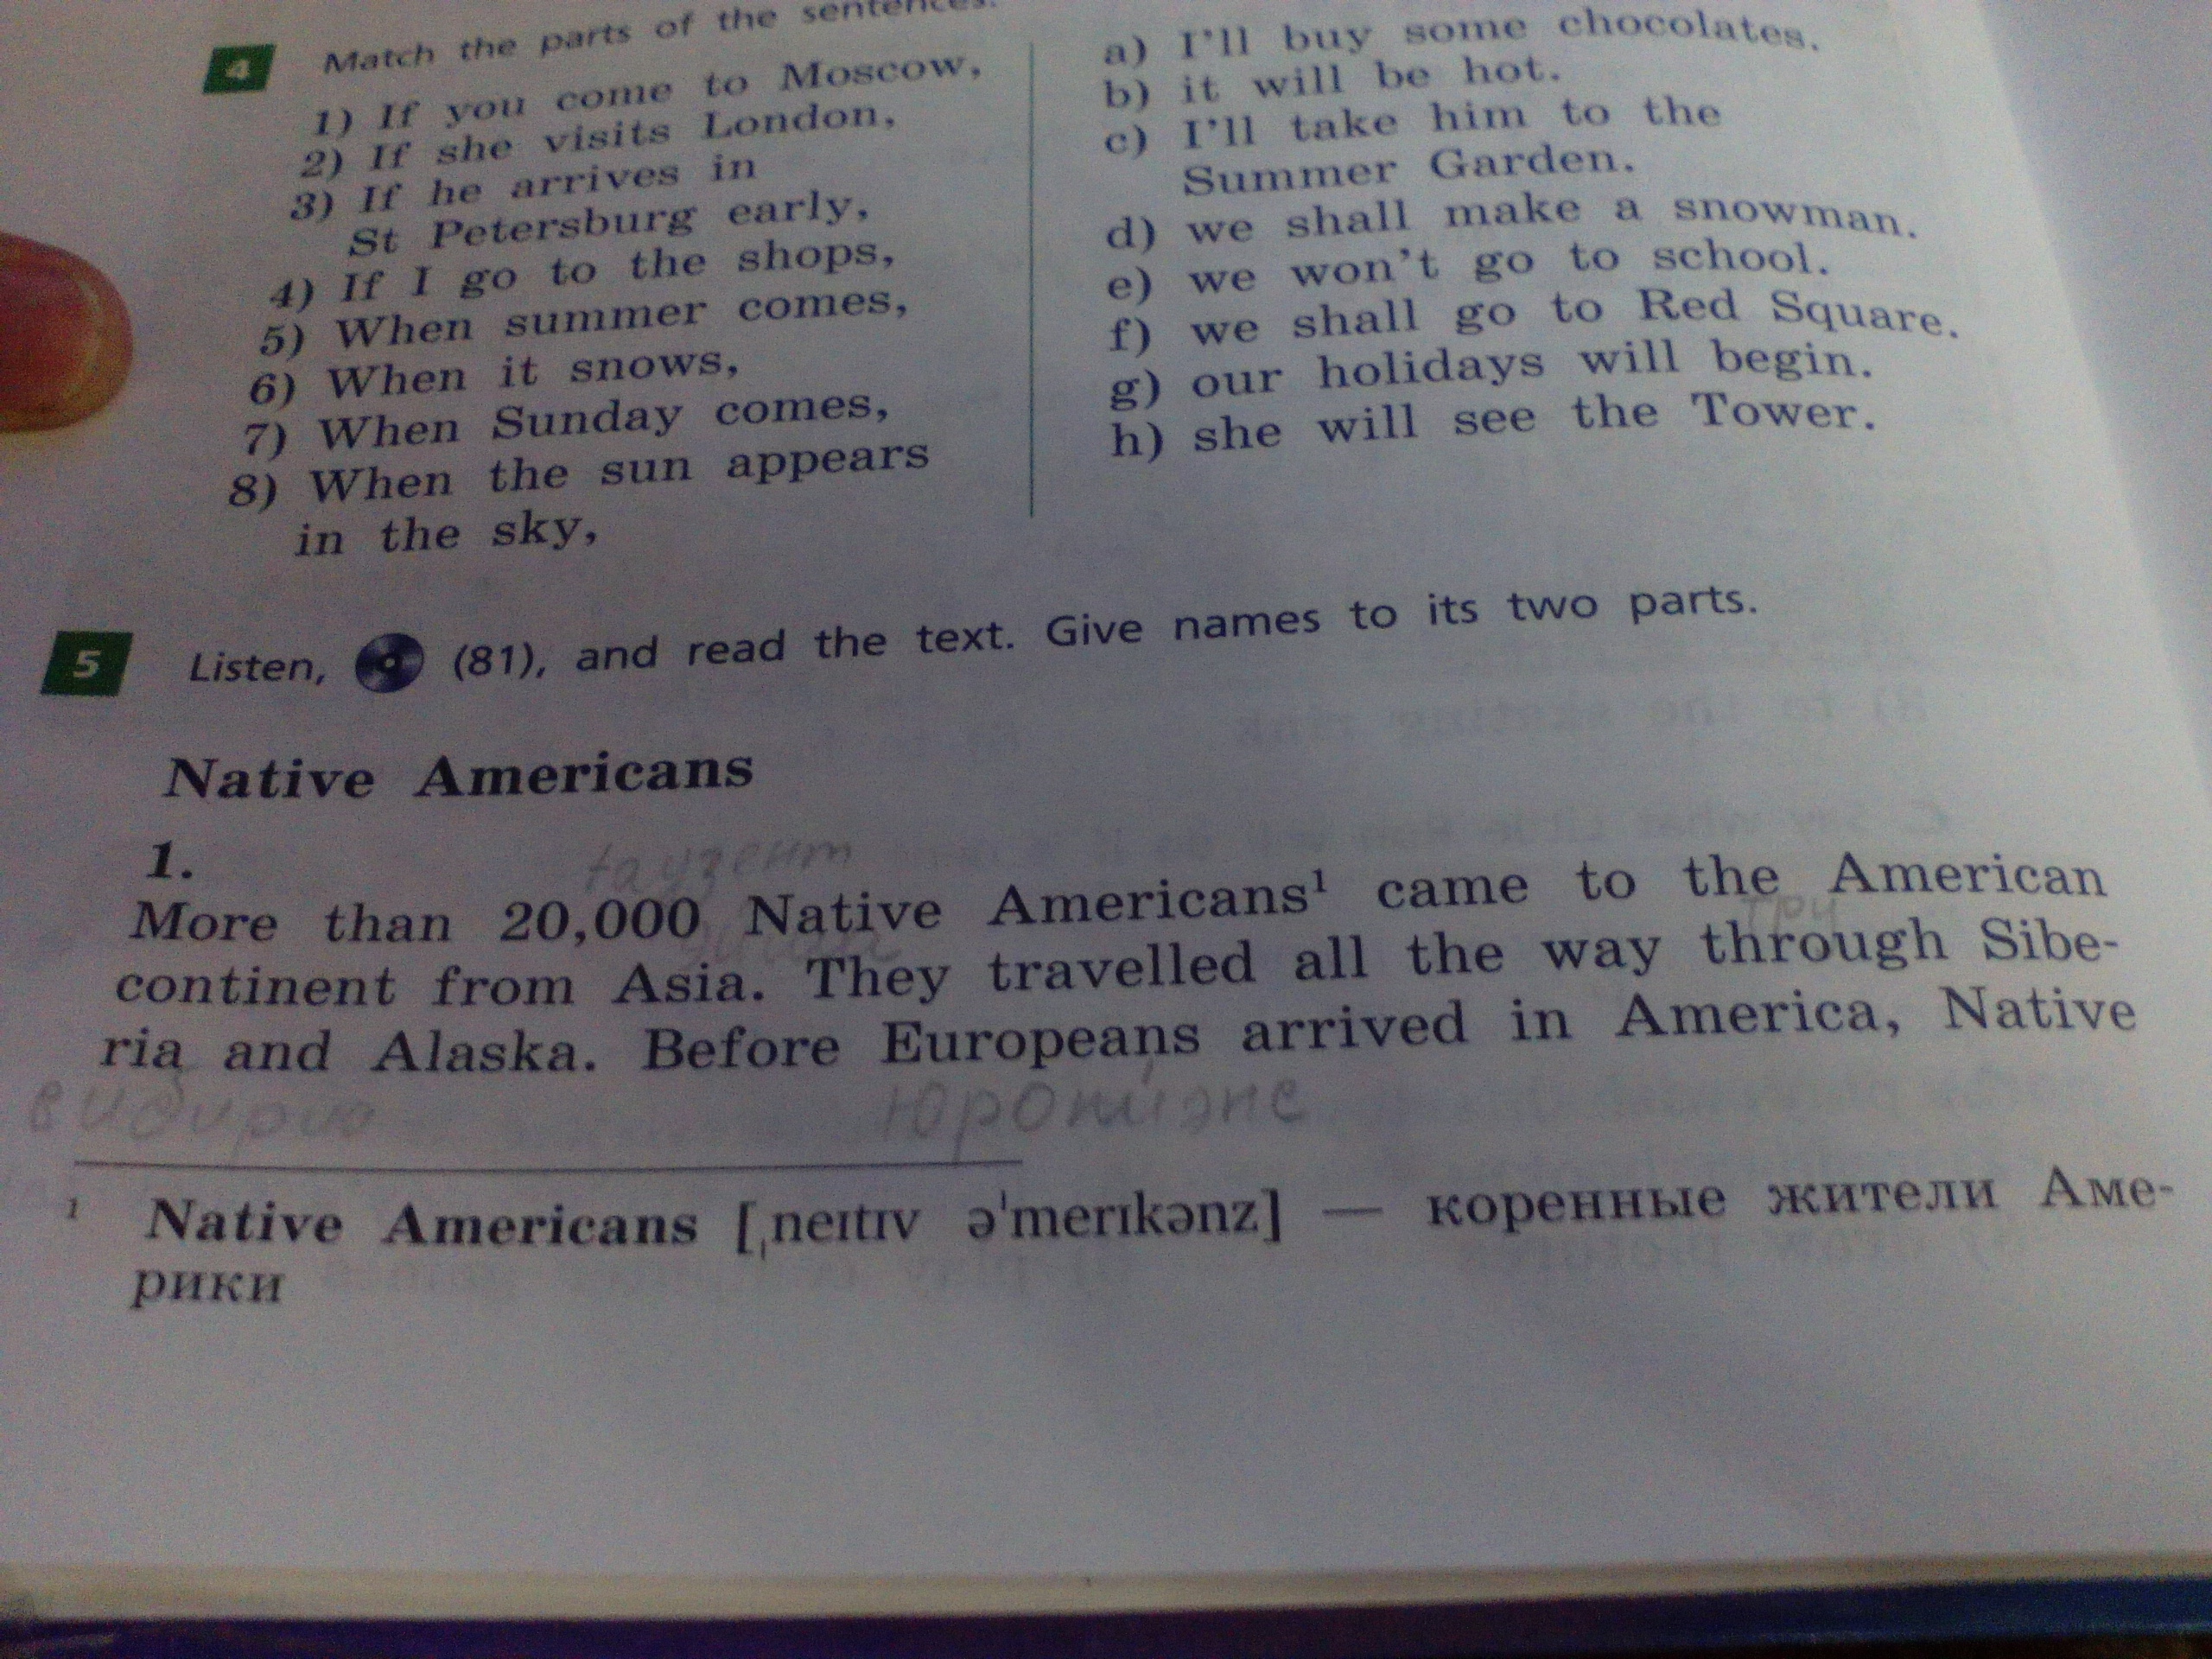 4 Match the parts of the sentences.
1) If you come to Moscow,
2) If she visits London,
3) If he arrives in
St Petersburg early,
4) If I go to the shops,
5) When summer comes,
6) When it snows,
7) When Sunday comes,
8) When the sun appears
in the sky,
a) I'll buy some chocolates.
b) it will be hot.
c) I'll take him to the
Summer Garden.
d) we shall make a snowman.
e) we won't go to school.
f) we shall go to Red Square.
g) our holidays will begin.
h) she will see the Tower.
5 Listen, (81), and read the text. Give names to its two parts.
Native Americans
1.
таузент
More than 20,000 Native Americans¹ came to the American
тру
continent from Asia. They travelled all the way through Sibe-
ria and Alaska. Before Europeans arrived in America, Native
¹ Native Americans [ˌneɪtɪv əˈmerɪkənz] — коренные жители Аме-
рики